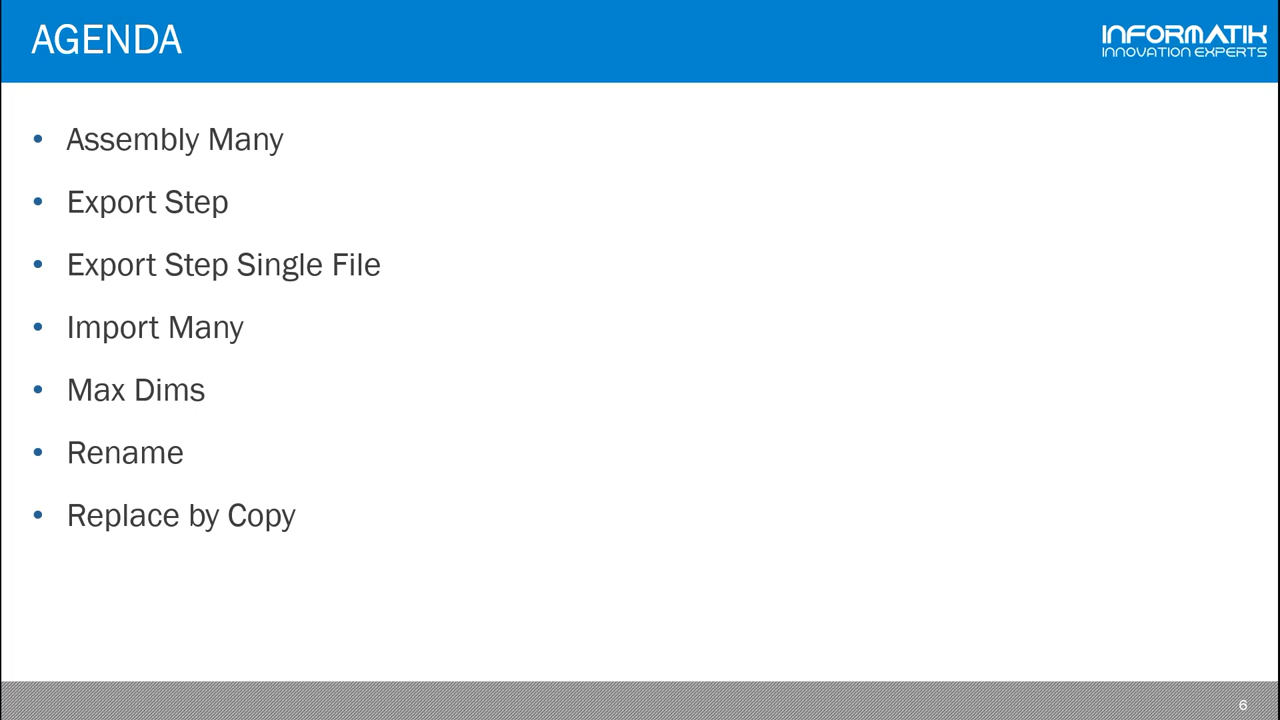 AGENDA
INFORMATIK
INNOVATION EXPERTS
• Assembly Many
• Export Step
• Export Step Single File
• Import Many
• Max Dims
• Rename
• Replace by Copy
6